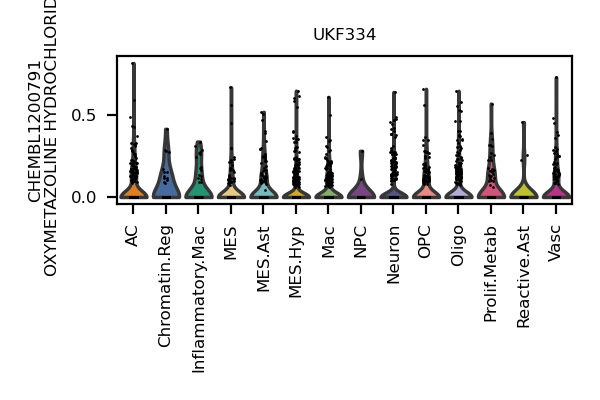 UKF334
CHEMBL1200791
OXYMETAZOLINE HYDROCHLORID
0.5
0.0
AC
Chromatin.Reg
Inflammatory.Mac
MES
MES.Ast
MES.Hyp
Mac
NPC
Neuron
OPC
Oligo
Prolif.Metab
Reactive.Ast
Vasc